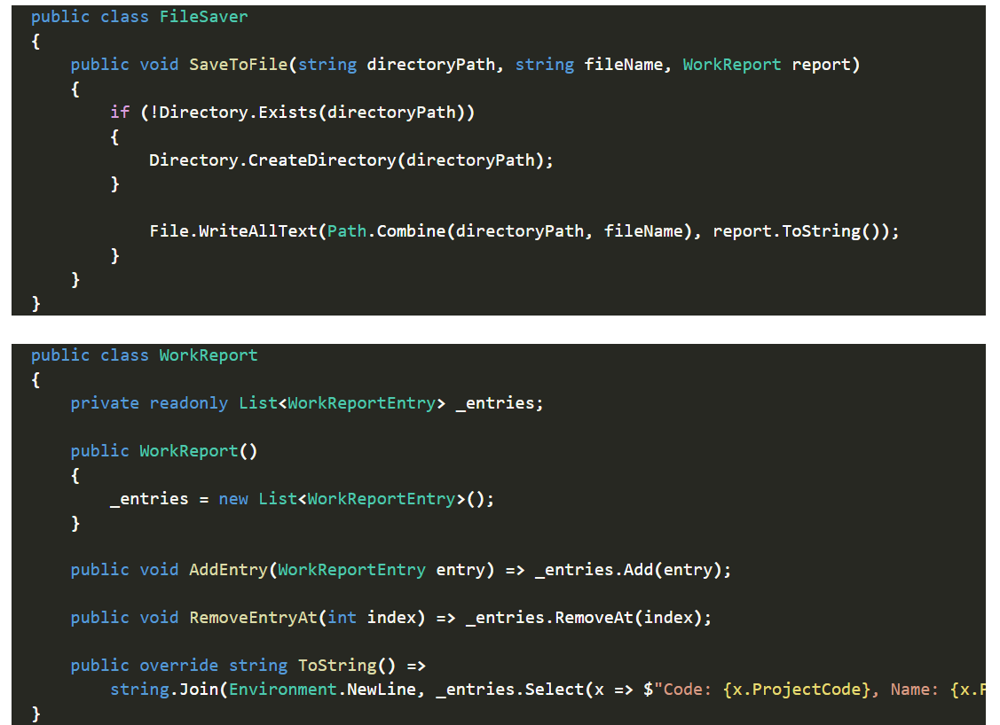 public class FileSaver
{
    public void SaveToFile(string directoryPath, string fileName, WorkReport report)
    {
        if (!Directory.Exists(directoryPath))
        {
            Directory.CreateDirectory(directoryPath);
        }

            File.WriteAllText(Path.Combine(directoryPath, fileName), report.ToString());
        }
    }
}

public class WorkReport
{
    private readonly List<WorkReportEntry> _entries;

    public WorkReport()
    {
        _entries = new List<WorkReportEntry>();
    }

    public void AddEntry(WorkReportEntry entry) => _entries.Add(entry);

    public void RemoveEntryAt(int index) => _entries.RemoveAt(index);

    public override string ToString() =>
        string.Join(Environment.NewLine, _entries.Select(x => $"Code: {x.ProjectCode}, Name: {x.
}